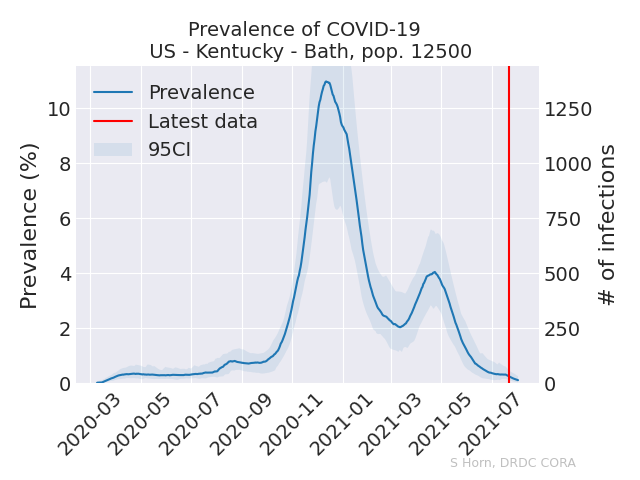 Prevalence of COVID-19
US - Kentucky - Bath, pop. 12500
Prevalence
Latest data
95CI
Prevalence (%)
10
8
6
4
2
0
# of infections
1250
1000
750
500
250
0
2020-03
2020-05
2020-07
2020-09
2020-11
2021-01
2021-03
2021-05
2021-07
S Horn, DRDC CORA